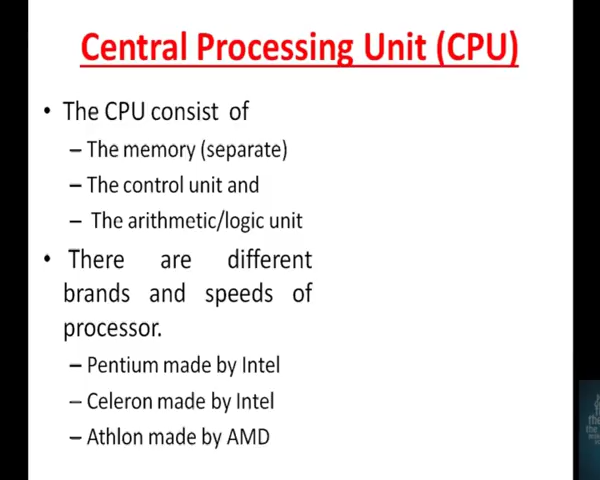 Central Processing Unit (CPU)
• The CPU consist of
– The memory (separate)
– The control unit and
– The arithmetic/logic unit
• There are different
brands and speeds of
processor.
– Pentium made by Intel
– Celeron made by Intel
– Athlon made by AMD